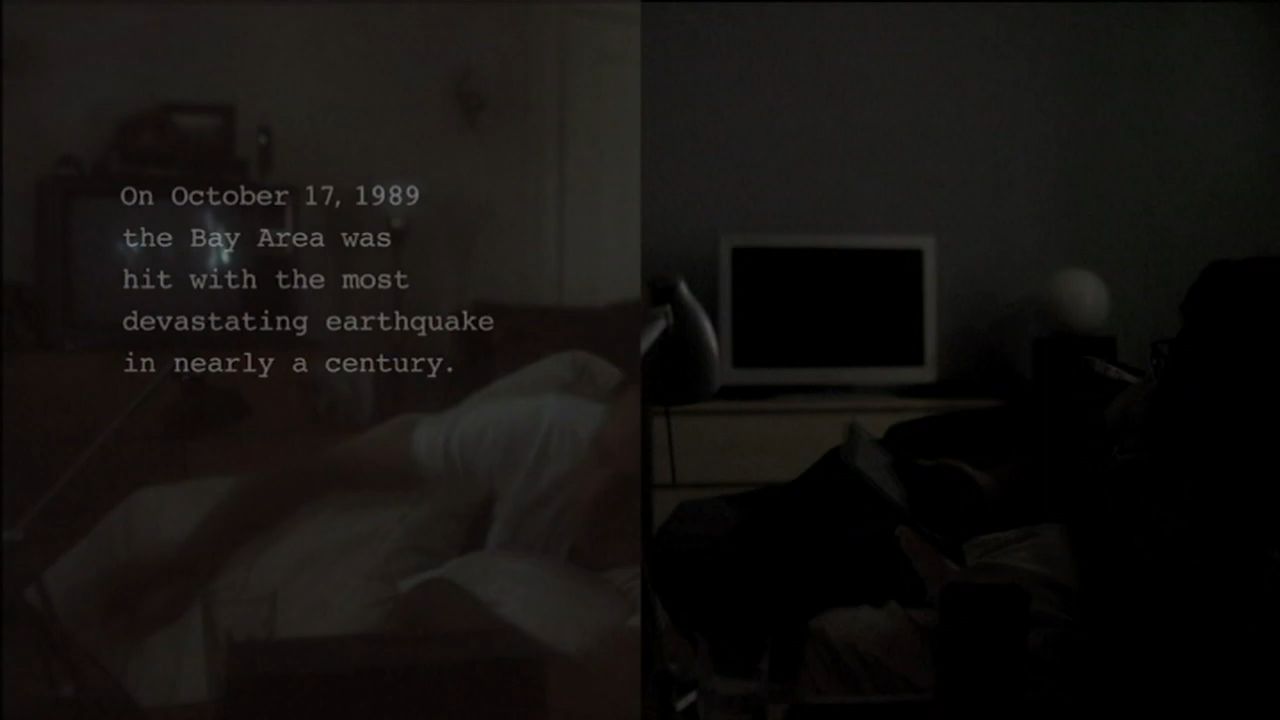 On October 17, 1989
the Bay Area was
hit with the most
devastating earthquake
in nearly a century.